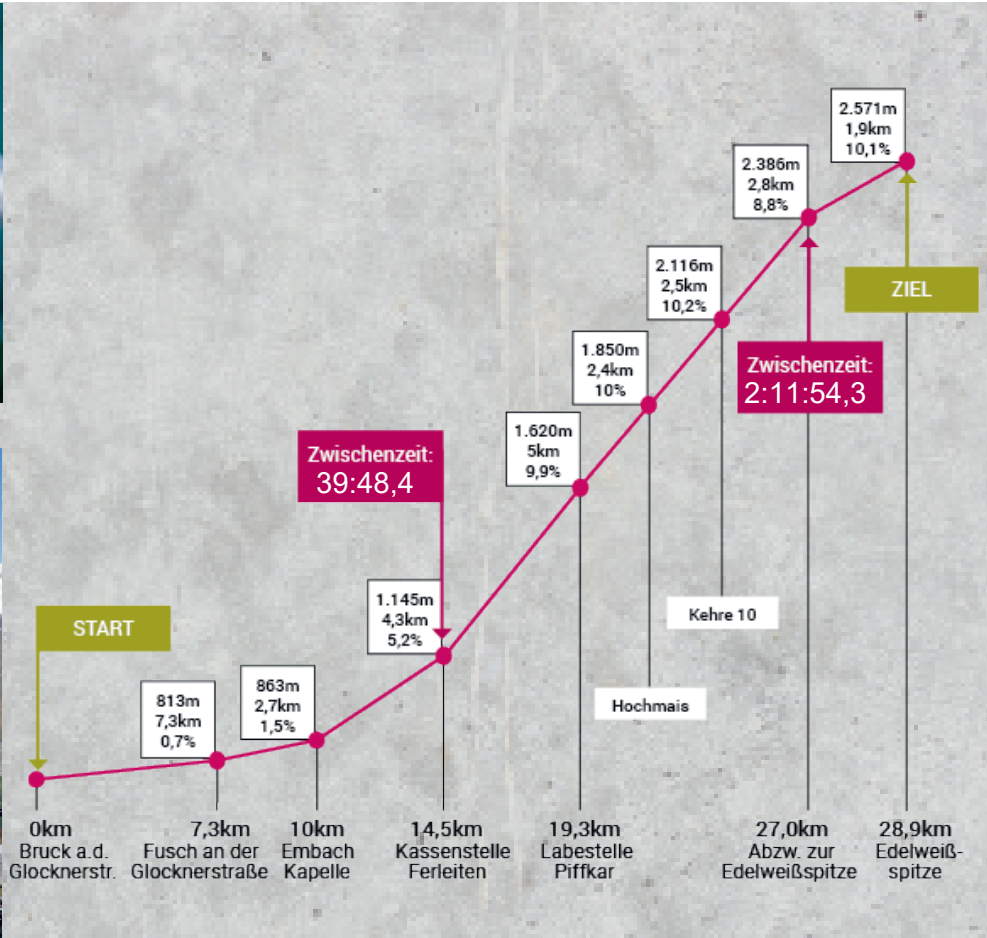 2.571m
1,9km
10,1%
2.386m
2,8km
8,8%
2.116m
2,5km
10,2%
ZIEL
1.850m
2,4km
10%
Zwischenzeit:
2:11:54,3
1.620m
5km
9,9%
Zwischenzeit:
39:48,4
1.145m
4,3km
5,2%
Kehre 10
START
863m
2,7km
1,5%
813m
7,3km
0,7%
Hochmais
0km
Bruck a.d.
Glocknerstr.
7,3km
Fusch an der
Glocknerstraße
10km
Embach
Kapelle
14,5km
Kassenstelle
Ferleiten
19,3km
Labestelle
Piffkar
27,0km
Abzw. zur
Edelweißspitze
28,9km
Edelweiß-
spitze